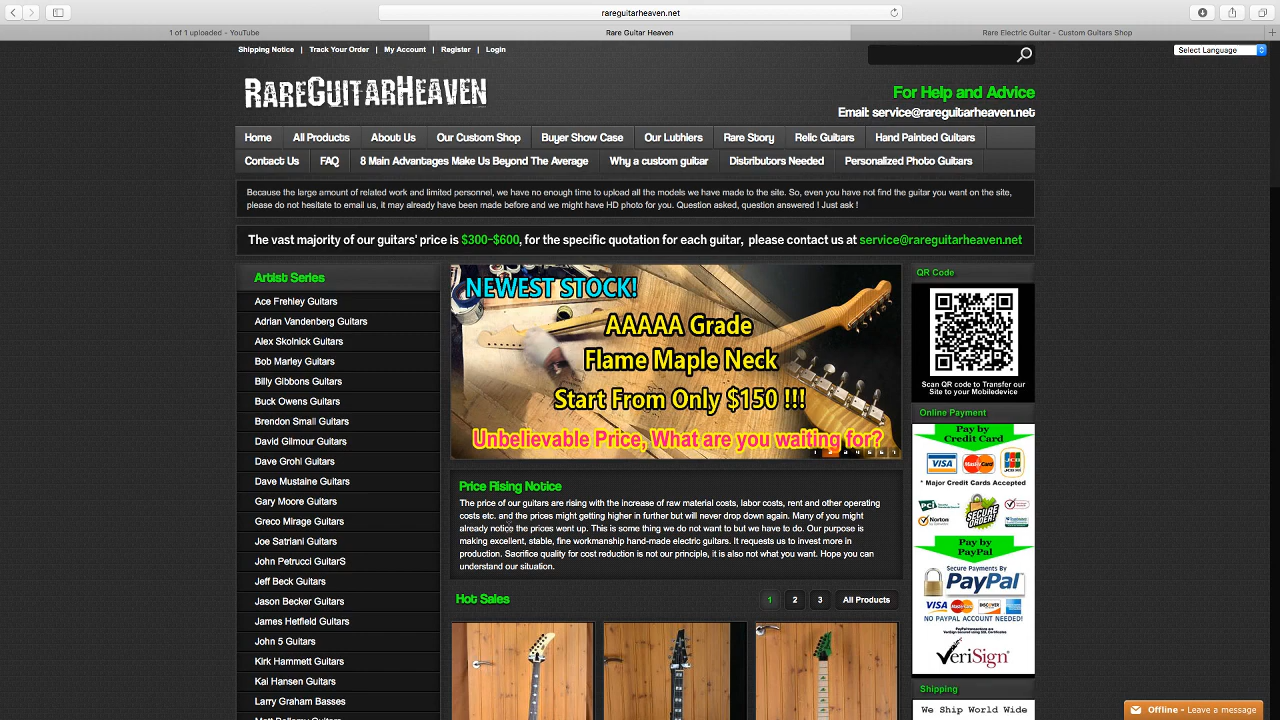 rareguitarheaven.net
1 of 1 uploaded - YouTube
Rare Guitar Heaven
Rare Electric Guitar - Custom Guitars Shop
Shipping Notice | Track Your Order | My Account | Register | Login
Select Language
RAREGUITARHEAVEN
For Help and Advice
Email: service@rareguitarheaven.net
Home All Products About Us Our Custom Shop Buyer Show Case Our Luthiers Rare Story Relic Guitars Hand Painted Guitars
Contact Us FAQ 8 Main Advantages Make Us Beyond The Average Why a custom guitar Distributors Needed Personalized Photo Guitars
Because the large amount of related work and limited personnel, we have no enough time to upload all the models we have made to the site. So, even you have not find the guitar you want on the site,
please do not hesitate to email us, it may already have been made before and we might have HD photo for you. Question asked, question answered ! Just ask !
The vast majority of our guitars' price is $300-$600, for the specific quotation for each guitar, please contact us at service@rareguitarheaven.net
Artist Series
Ace Frehley Guitars
Adrian Vandenberg Guitars
Alex Skolnick Guitars
Bob Marley Guitars
Billy Gibbons Guitars
Buck Owens Guitars
Brendon Small Guitars
David Gilmour Guitars
Dave Grohl Guitars
Dave Mustaine Guitars
Gary Moore Guitars
Greco Mirage Guitars
Joe Satriani Guitars
John Petrucci GuitarS
Jeff Beck Guitars
Jason Becker Guitars
James Hetfield Guitars
John 5 Guitars
Kirk Hammett Guitars
Kai Hansen Guitars
Larry Graham Basses
NEWEST STOCK!
AAAAA Grade
Flame Maple Neck
Start From Only $150 !!!
Unbelievable Price, What are you waiting for?
1 2 3 4 5 6 7
Price Rising Notice
The price of our guitars are rising with the increase of raw material costs, labor costs, rent and other operating
costs etc, and the prices might getting higher in further but will never drop down again. Many of you might
already notice the prices went up. This is some thing we do not want to but we have to do. Our purpose is
making excellent, stable, fine workmanship hand-made electric guitars. It requests us to invest more in
production. Sacrifice quality for cost reduction is not our principle, it is also not what you want. Hope you can
understand our situation.
Hot Sales
1 2 3 All Products
QR Code
Scan QR code to Transfer our
Site to your Mobiledevice
Online Payment
Pay by
Credit Card
VISA MasterCard JCB
* Major Credit Cards Accepted
pci
Norton
SECURE
ORDER!
Pay by
PayPal
Secure Payments By
PayPal
VISA MasterCard DISCOVER
NO PAYPAL ACCOUNT NEEDED!
VeriSign
Shipping
We Ship World Wide
Offline - Leave a message